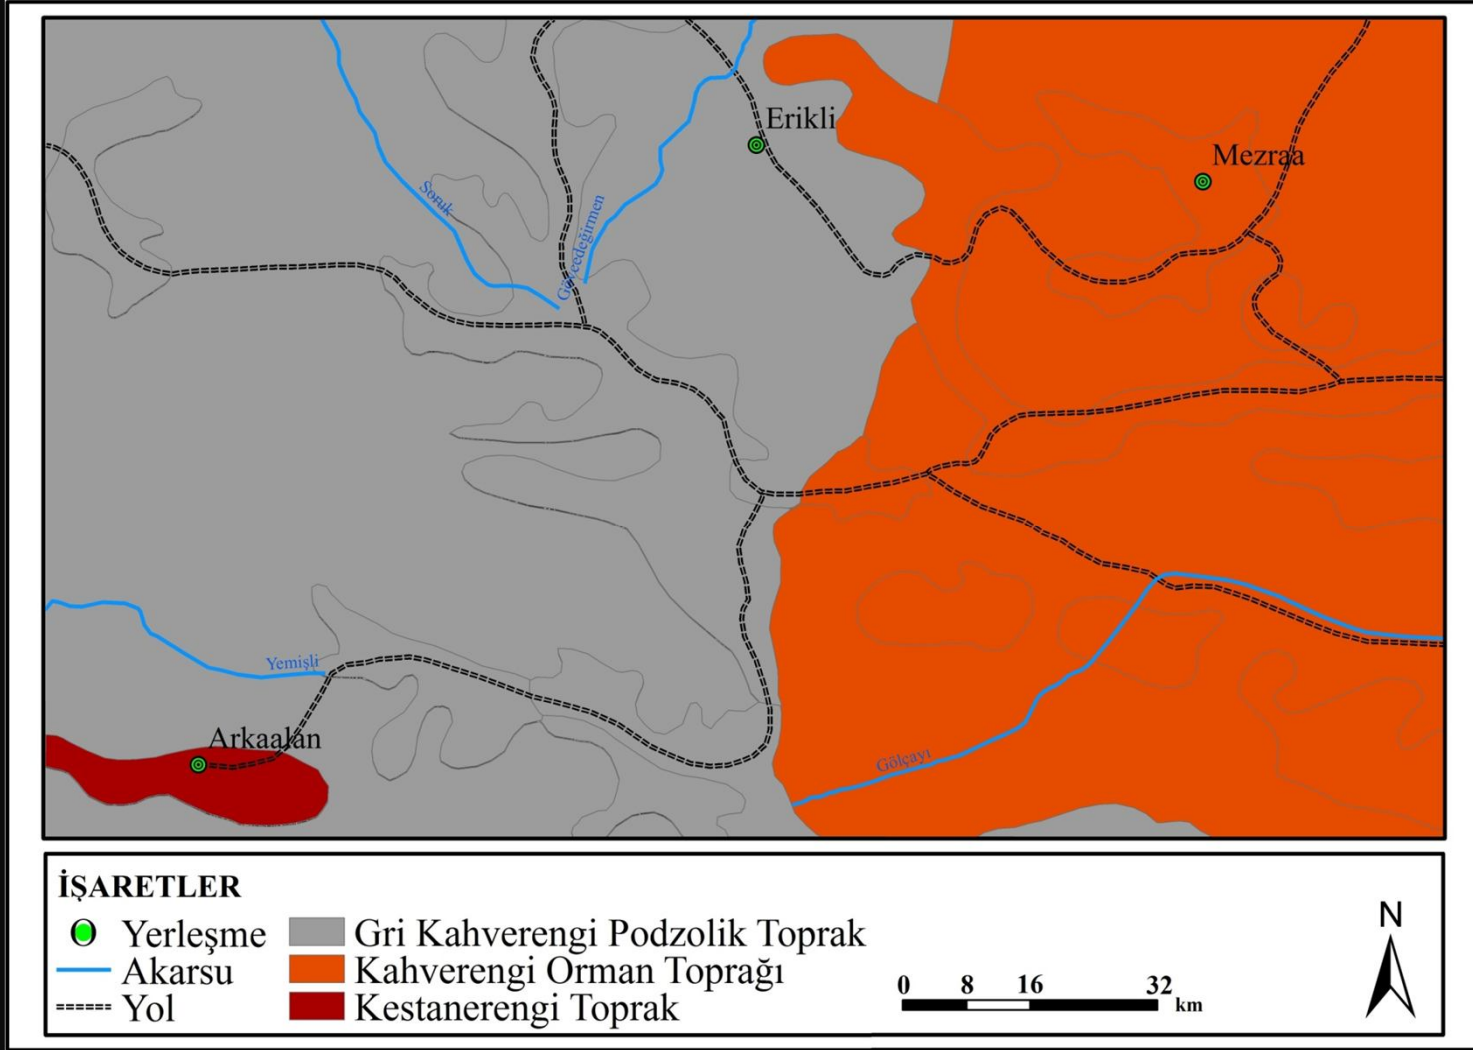 Erikli
Mezraa
Soruk
Göbcedeğirmen
Yemişli
Arkaalan
Gölçayı
İŞARETLER
Yerleşme
Gri Kahverengi Podzolik Toprak
Akarsu
Kahverengi Orman Toprağı
Yol
Kestanerengi Toprak
0 8 16 32
km
N